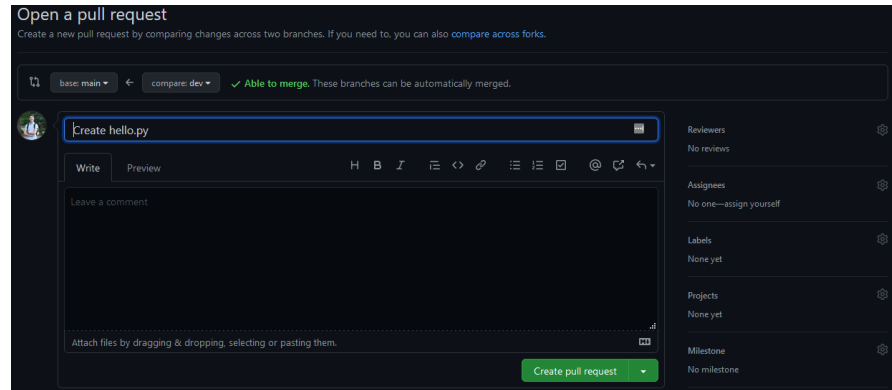 Open a pull request
Create a new pull request by comparing changes across two branches. If you need to, you can also compare across forks.
base: main
compare: dev
Able to merge. These branches can be automatically merged.
Create hello.py
Write Preview
H B I
Leave a comment
Attach files by dragging & dropping, selecting or pasting them.
Create pull request
Reviewers
No reviews
Assignees
No one—assign yourself
Labels
None yet
Projects
None yet
Milestone
No milestone